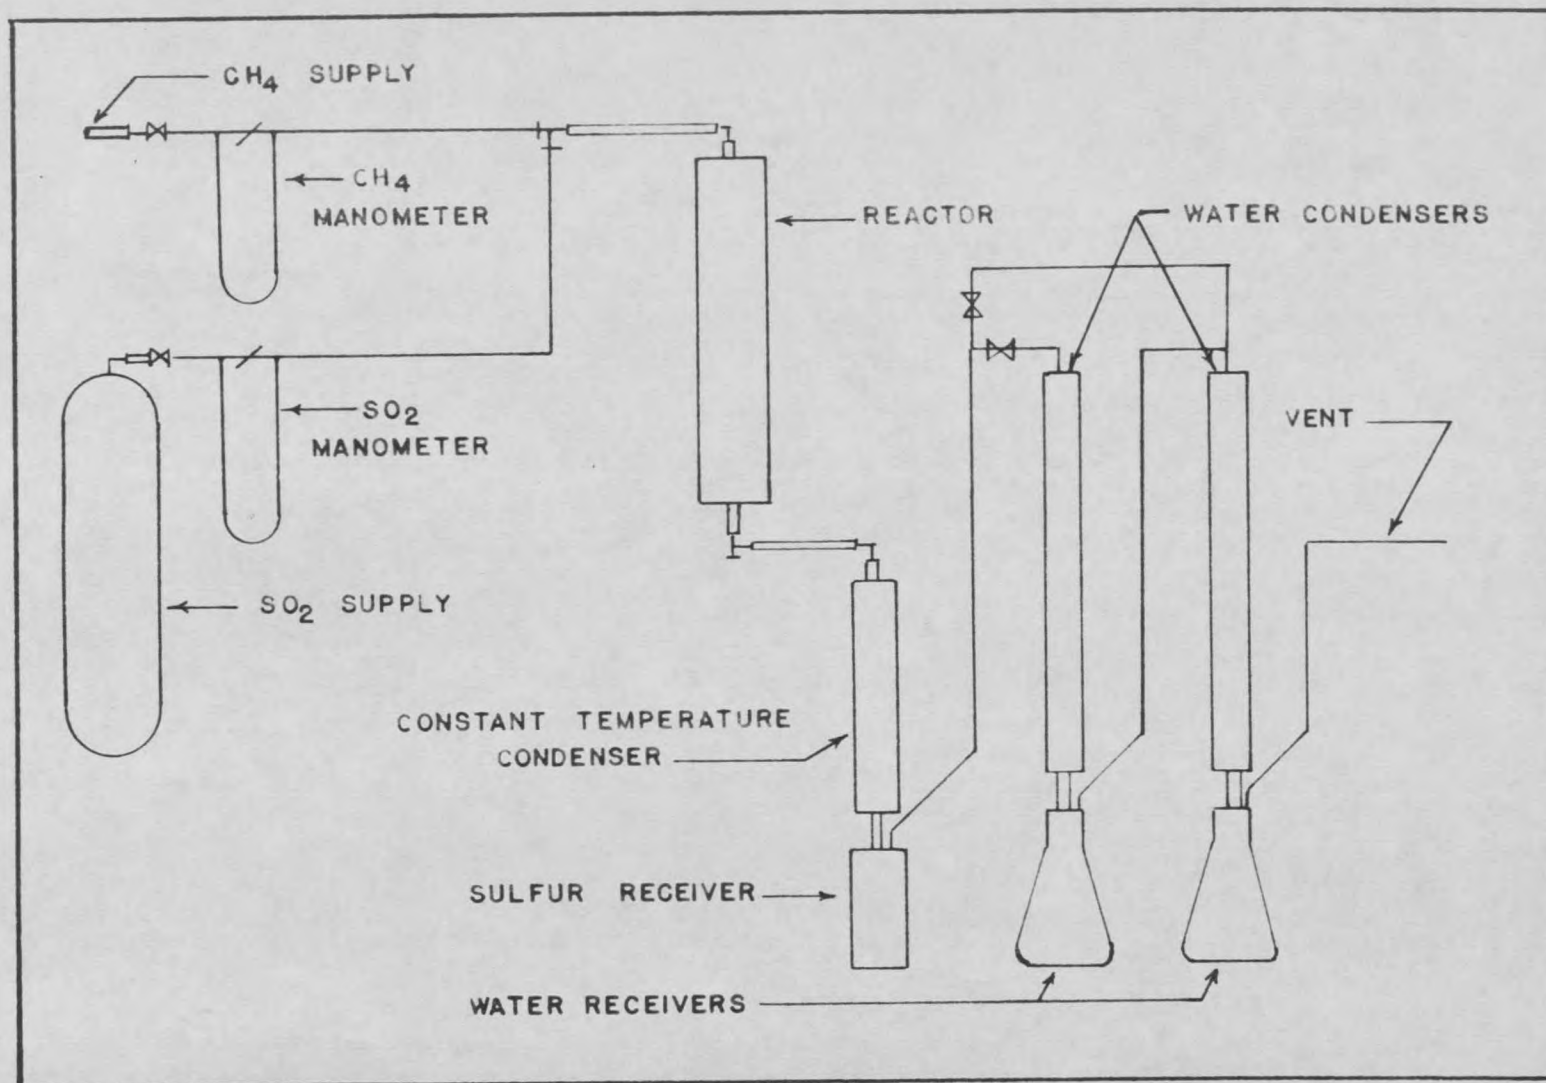 CH4 SUPPLY
CH4
MANOMETER
REACTOR
WATER CONDENSERS
SO2
MANOMETER
VENT
SO2 SUPPLY
CONSTANT TEMPERATURE
CONDENSER
SULFUR RECEIVER
WATER RECEIVERS